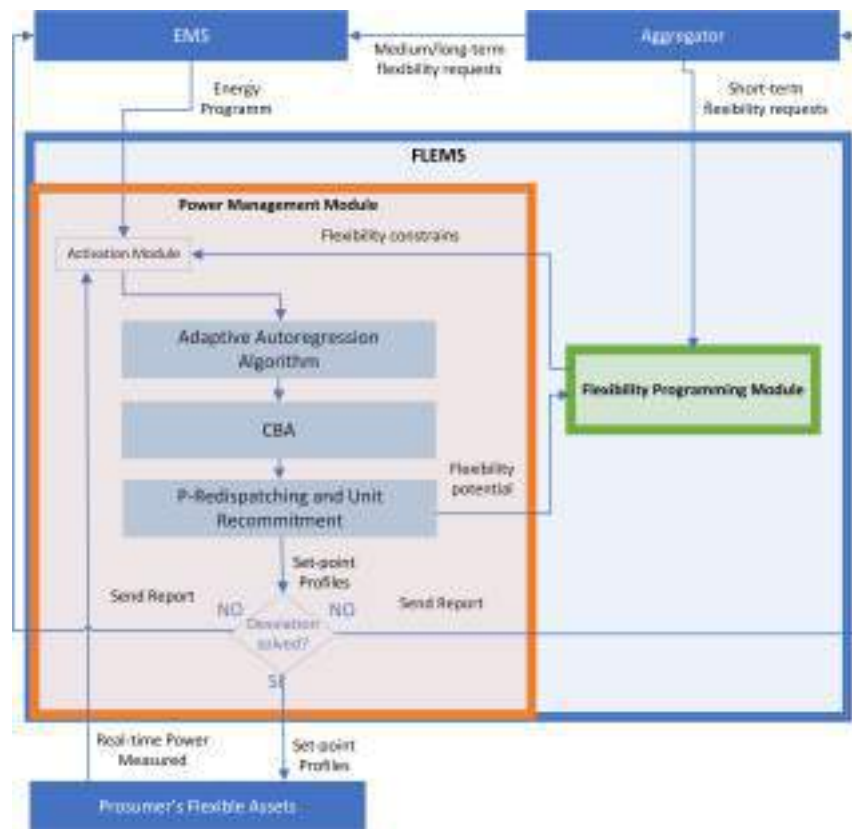 EMS
Aggregator
Medium/long-term
flexibility requests
Energy
Programm
Short-term
flexibility requests
FLEMS
Power Management Module
Flexibility constrains
Activation Module
Adaptive Autoregression
Algorithm
Flexibility Programming Module
CBA
Flexibility
potential
P-Redispatching and Unit
Recommitment
Set-point
Profiles
Send Report
NO
NO
Send Report
Deviation
solved?
SI
Real-time Power
Measured
Set-point
Profiles
Prosumer's Flexible Assets